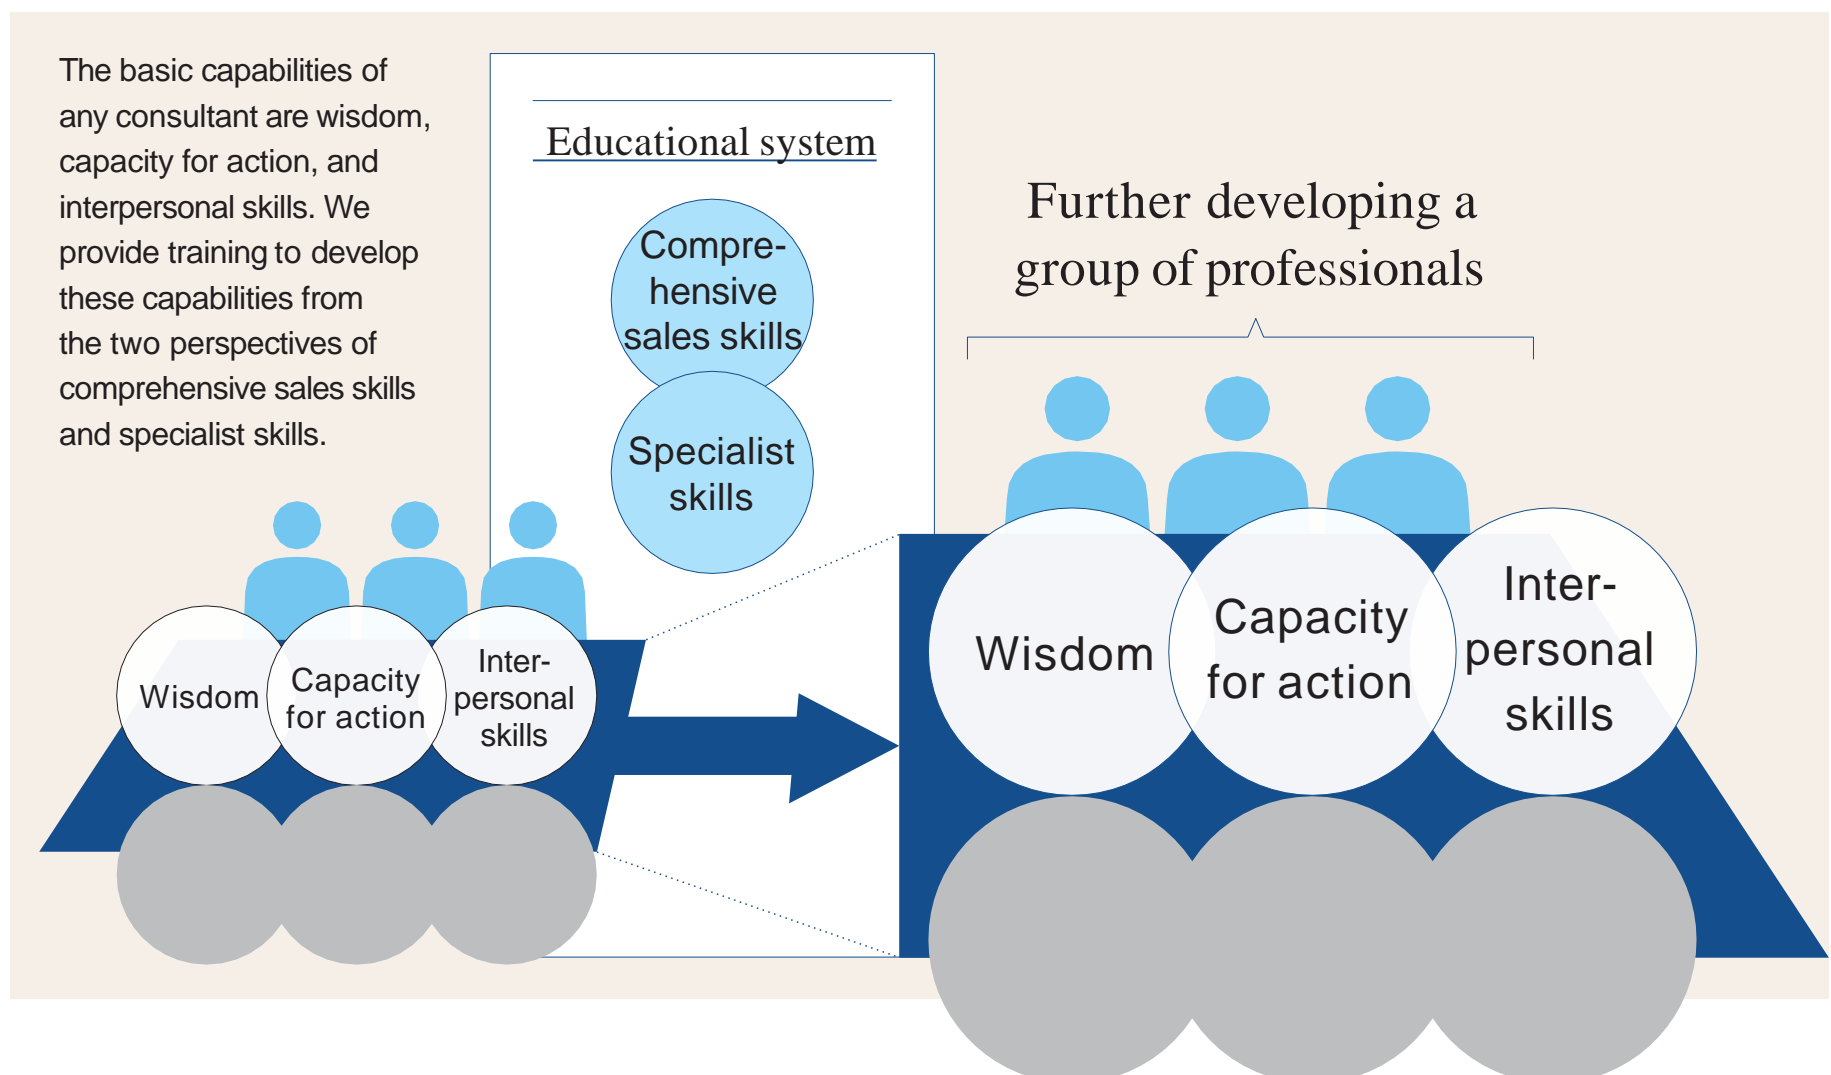 The basic capabilities of
any consultant are wisdom,
capacity for action, and
interpersonal skills. We
provide training to develop
these capabilities from
the two perspectives of
comprehensive sales skills
and specialist skills.
Educational system
Compre-
hensive
sales skills
Specialist
skills
Further developing a
group of professionals
Wisdom
Capacity
for action
Inter-
personal
skills
Wisdom
Capacity
for action
Inter-
personal
skills